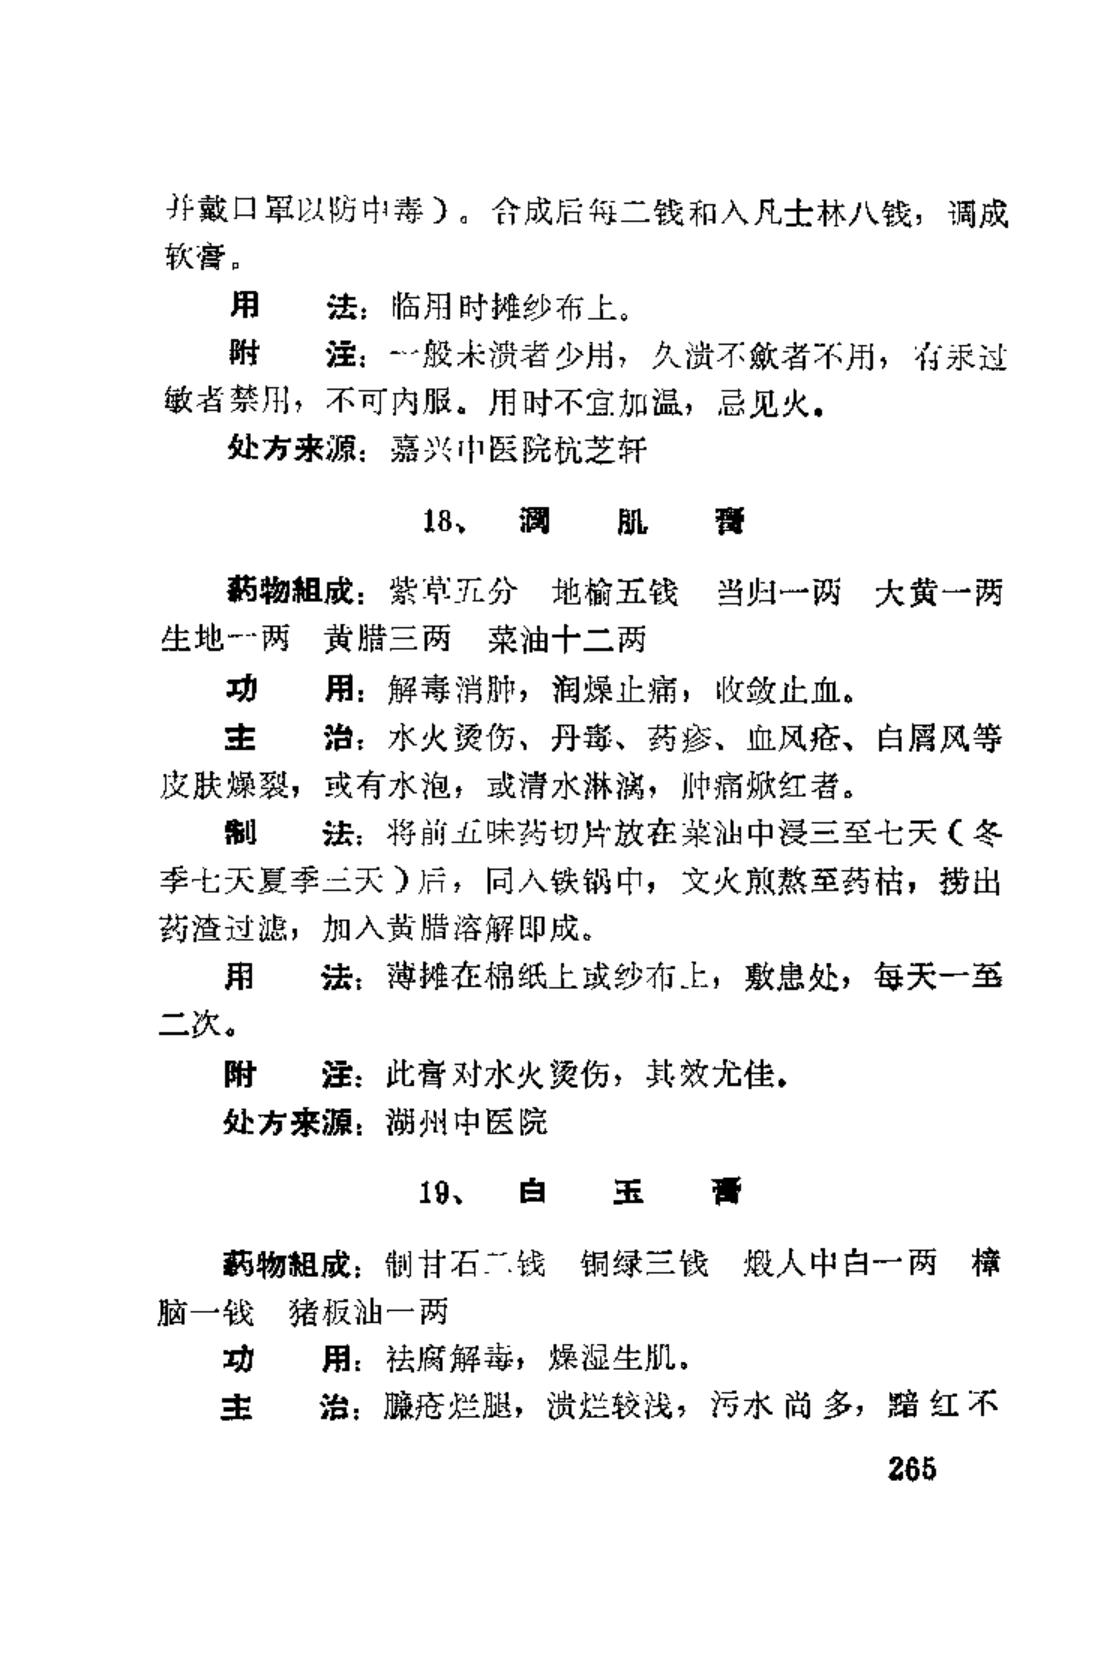 并戴口罩以防中毒）。合成后每二钱和入凡士林八钱，调成
软膏。
用　　法：临用时摊纱布上。
附　　注：一般未溃者少用，久溃不敛者不用，有汞过
敏者禁用，不可内服。用时不宜加温，忌见火。
处方来源：嘉兴中医院杭芝轩
18、　润　肌　膏
药物組成：紫草五分　地榆五钱　当归一两　大黄一两
生地一两　黄腊三两　菜油十二两
功　　用：解毒消肿，润燥止痛，收敛止血。
主　　治：水火烫伤、丹毒、药疹、血风疮、白屑风等
皮肤燥裂，或有水泡，或清水淋漓，肿痛焮红者。
制　　法：将前五味药切片放在菜油中浸三至七天（冬
季七天夏季三天）后，同入铁锅中，文火煎熬至药枯，捞出
药渣过滤，加入黄腊溶解即成。
用　　法：薄摊在棉纸上或纱布上，敷患处，每天一至
二次。
附　　注：此膏对水火烫伤，其效尤佳。
处方来源：湖州中医院
19、　白　玉　膏
药物組成：制甘石二钱　铜绿三钱　煅人中白一两　樟
脑一钱　猪板油一两
功　　用：祛腐解毒，燥湿生肌。
主　　治：臁疮烂腿，溃烂较浅，污水尚多，黯红不
265